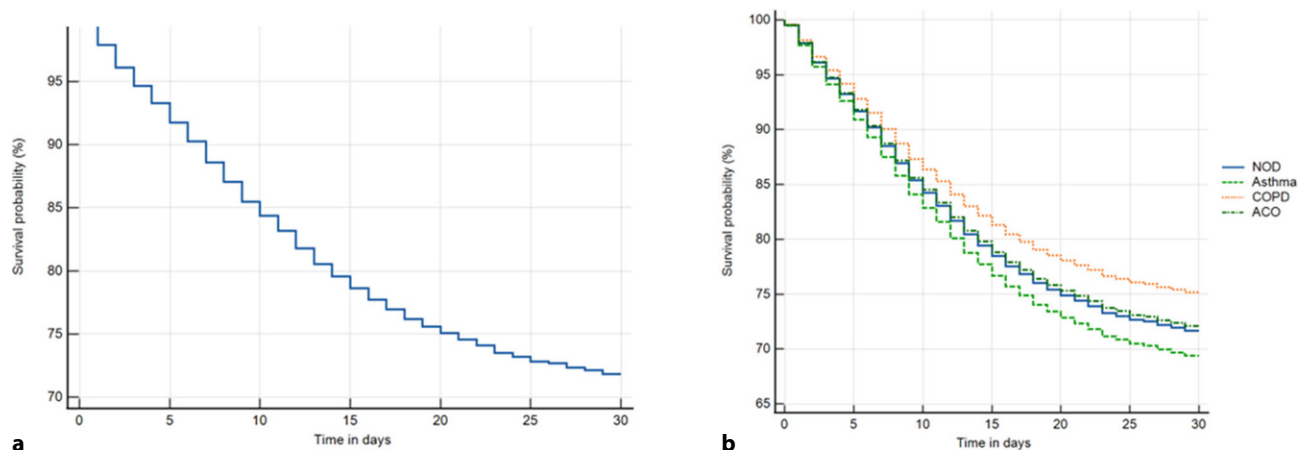 95
90
85
80
75
70
Survival probability (%)
0 5 10 15 20 25 30
Time in days
a
100
95
90
85
80
75
70
65
Survival probability (%)
0 5 10 15 20 25 30
Time in days
NOD
Asthma
COPD
ACO
b